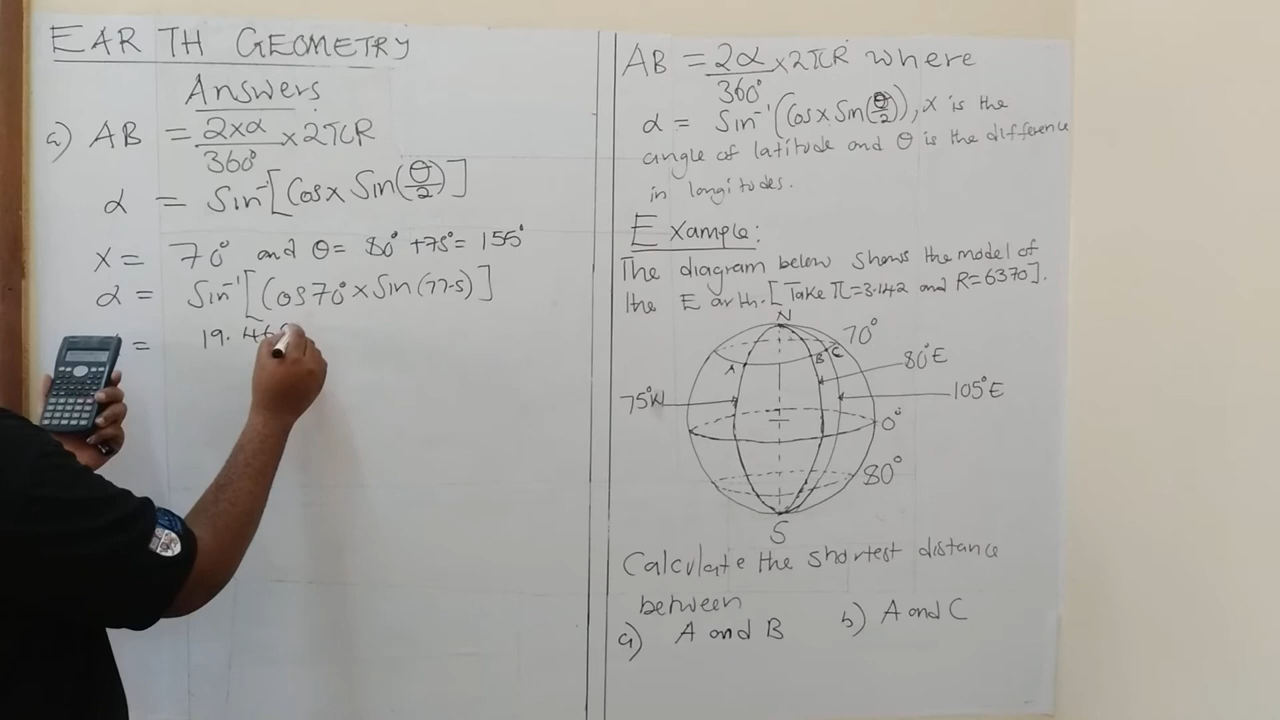 EARTH GEOMETRY
Answers
a) AB = 2×α/360° × 2πR
α = Sin⁻¹[Cos x Sin(θ/2)]
x = 70° and θ = 80° + 75° = 155°
α = Sin⁻¹[Cos 70° × Sin (77.5)]
= 19.46
AB = 2α/360° × 2πR where
α = Sin⁻¹(Cos x Sin(θ/2)), x is the
angle of latitude and θ is the difference
in longitudes.
Example:
The diagram below shows the model of
the Earth. [Take π = 3.142 and R = 6370].
N
70°
A
B
C
80°E
75°W
105°E
0°
80°
S
Calculate the shortest distance
between
a) A and B b) A and C